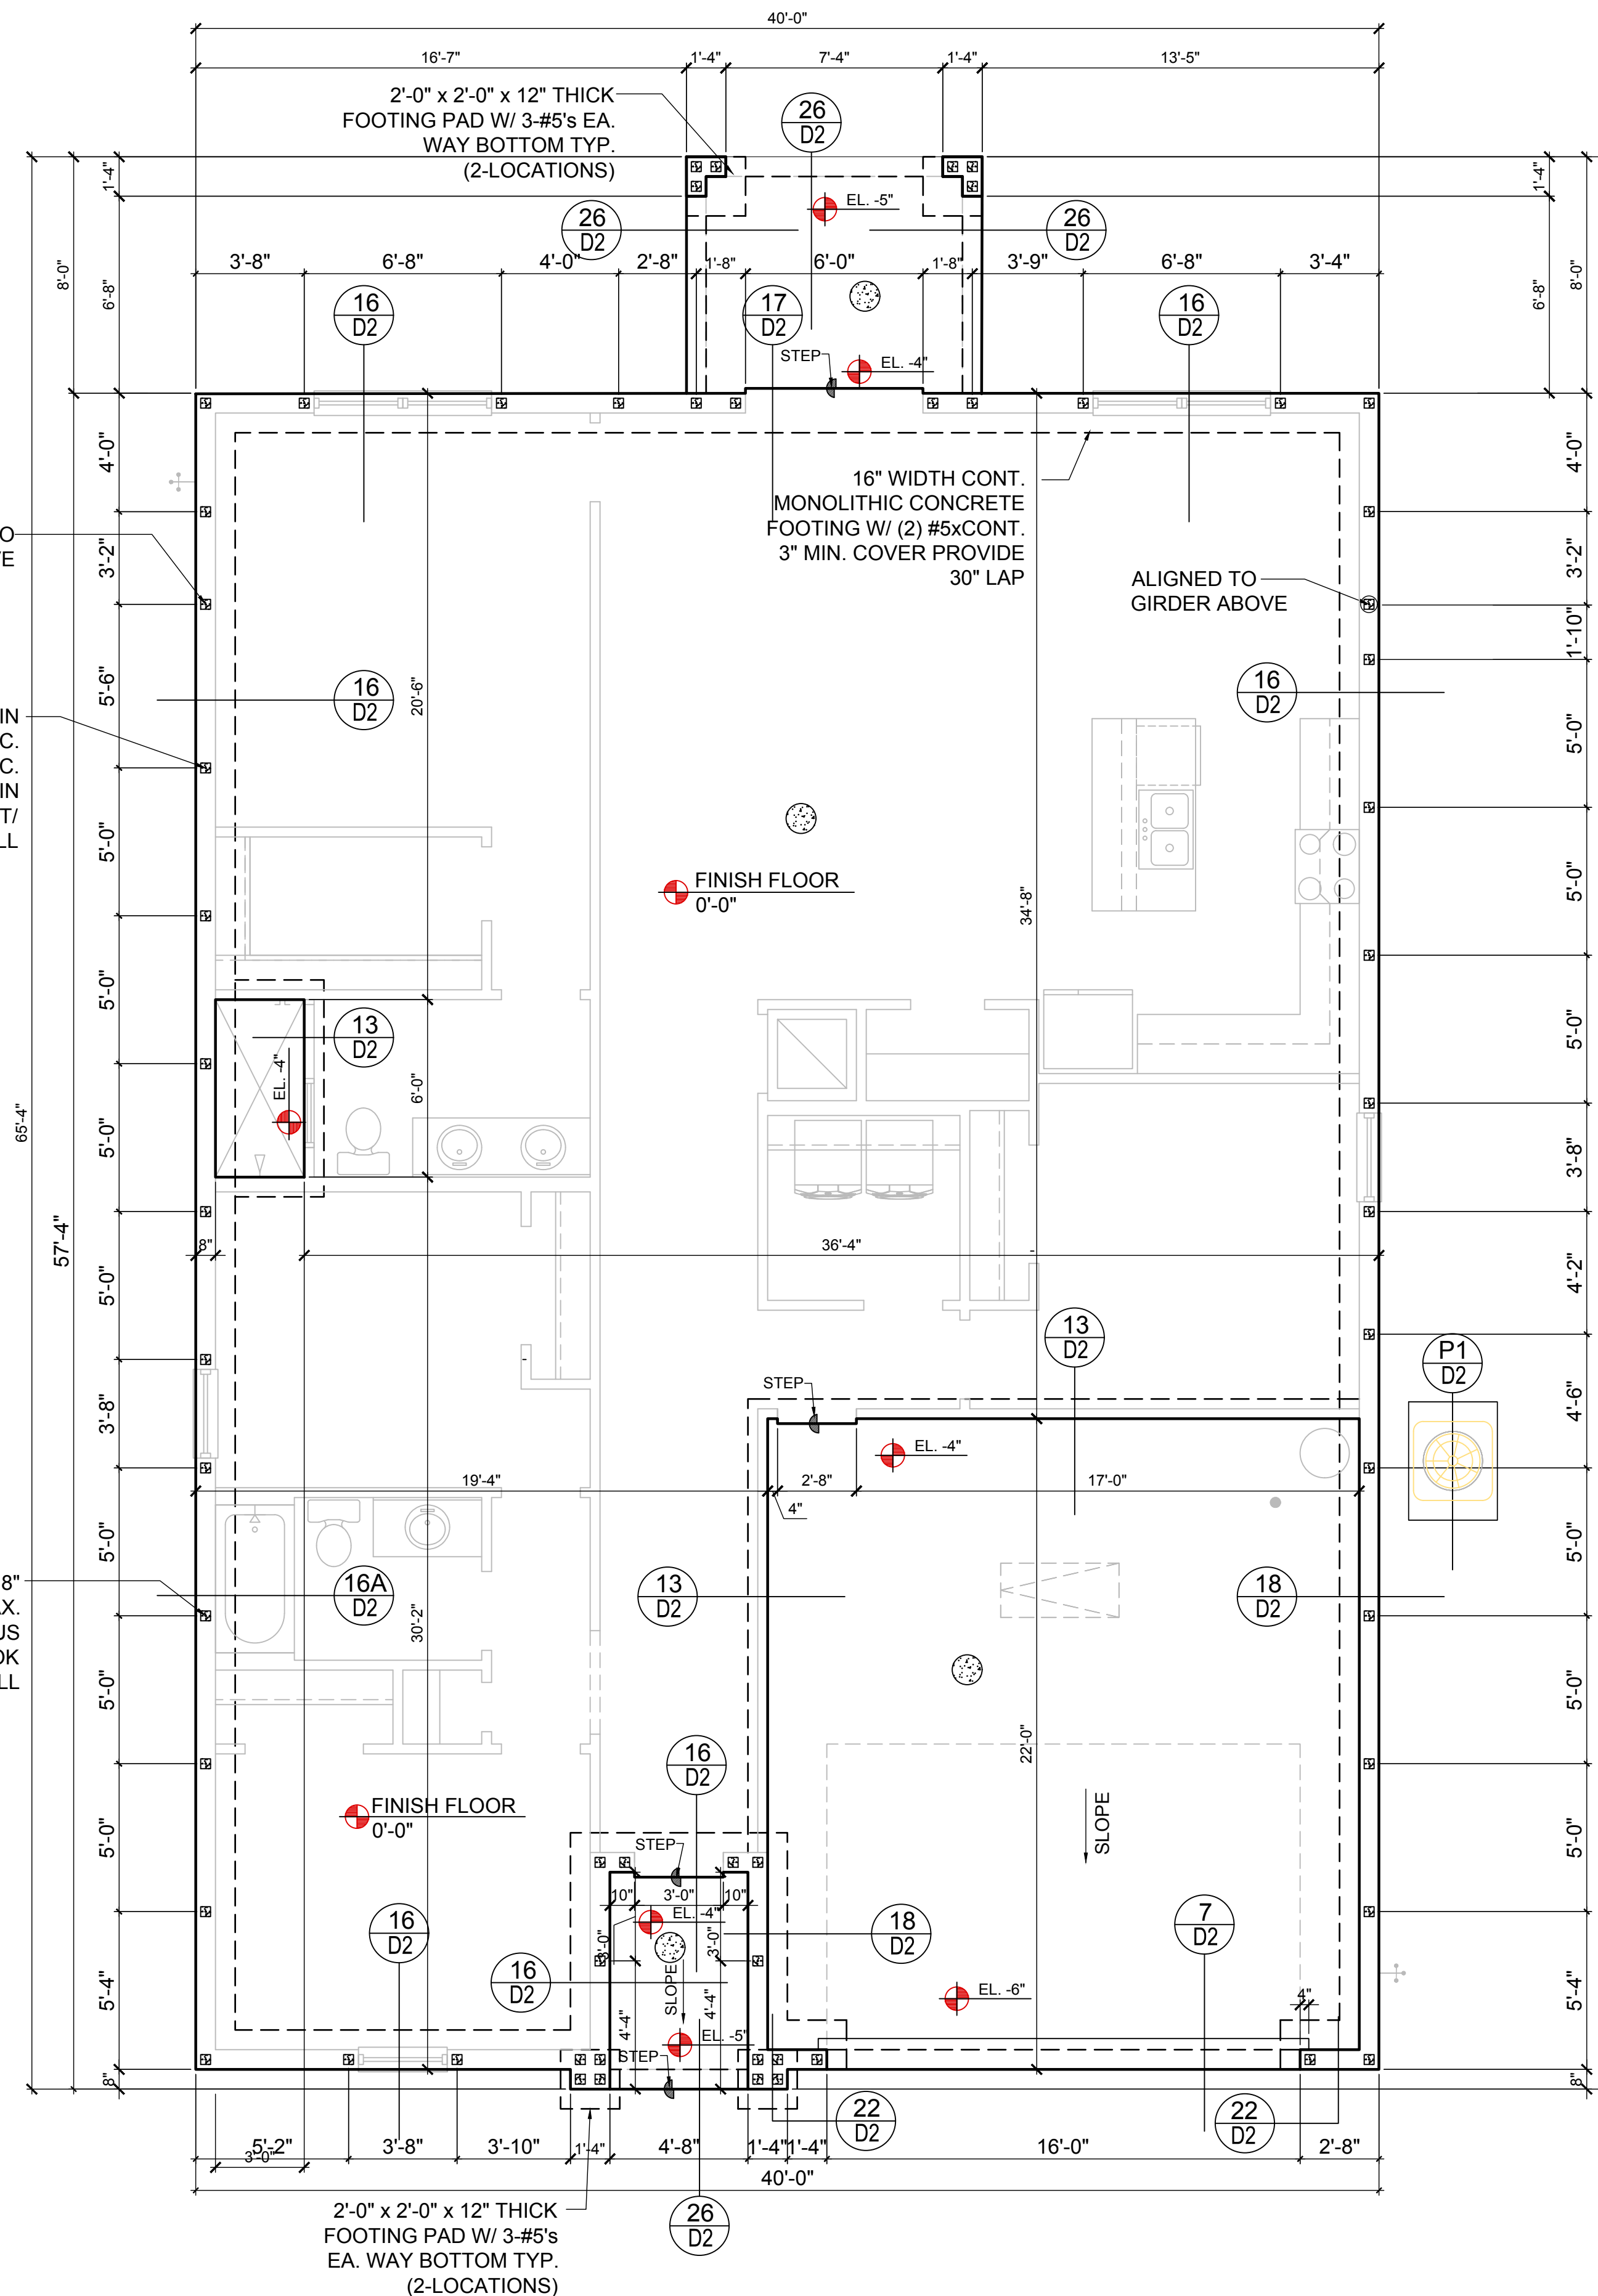 40'-0"
16'-7"
1'-4"
7'-4"
1'-4"
13'-5"
2'-0" x 2'-0" x 12" THICK
FOOTING PAD W/ 3-#5's EA.
WAY BOTTOM TYP.
(2-LOCATIONS)
26
D2
1'-4"
8'-0"
6'-8"
EL. -5"
26
D2
26
D2
1'-4"
6'-8"
8'-0"
3'-8"
6'-8"
4'-0"
2'-8"
1'-8"
6'-0"
1'-8"
3'-9"
6'-8"
3'-4"
16
D2
17
D2
16
D2
STEP
EL. -4"
4'-0"
3'-2"
5'-6"
5'-0"
5'-0"
5'-0"
5'-0"
3'-8"
5'-0"
5'-0"
5'-0"
5'-4"
8"
65'-4"
57'-4"
16" WIDTH CONT.
MONOLITHIC CONCRETE
FOOTING W/ (2) #5xCONT.
3" MIN. COVER PROVIDE
30" LAP
ALIGNED TO
GIRDER ABOVE
4'-0"
3'-2"
1'-10"
5'-0"
5'-0"
5'-0"
3'-8"
4'-2"
4'-6"
5'-0"
5'-0"
5'-0"
5'-4"
8"
16
D2
20'-6"
16
D2
IN
C.
C.
IN
T/
LL
FINISH FLOOR
0'-0"
34'-8"
13
D2
EL. -4"
6'-0"
8"
36'-4"
13
D2
P1
D2
STEP
EL. -4"
19'-4"
2'-8"
17'-0"
4"
8"
AX.
US
OK
LL
16A
D2
30'-2"
13
D2
18
D2
22'-0"
16
D2
FINISH FLOOR
0'-0"
SLOPE
STEP
10"
3'-0"
10"
EL. -4"
3'-0"
3'-0"
16
D2
18
D2
7
D2
16
D2
SLOPE
4'-4"
4'-4"
EL. -6"
4"
EL. -5"
STEP
22
D2
22
D2
5'-2"
3'-8"
3'-10"
1'-4"
4'-8"
1'-4"
1'-4"
16'-0"
2'-8"
3'-0"
40'-0"
2'-0" x 2'-0" x 12" THICK
FOOTING PAD W/ 3-#5's
EA. WAY BOTTOM TYP.
(2-LOCATIONS)
26
D2